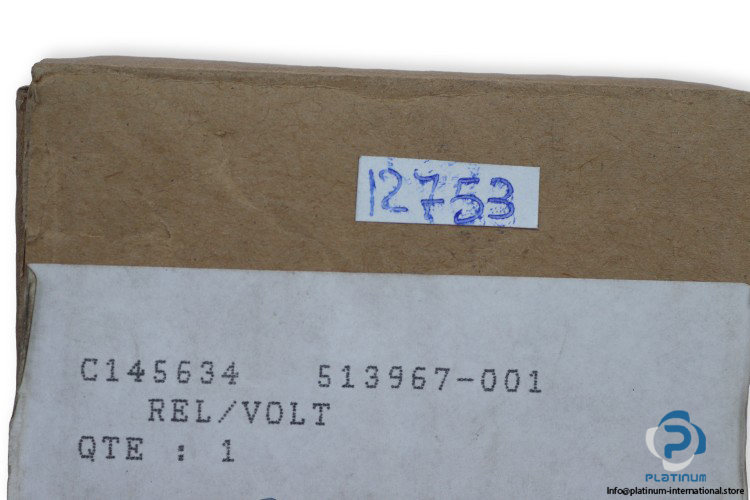 12753
C145634 513967-001
REL/VOLT
QTE : 1
PLATINUM
Info@platinum-international.store